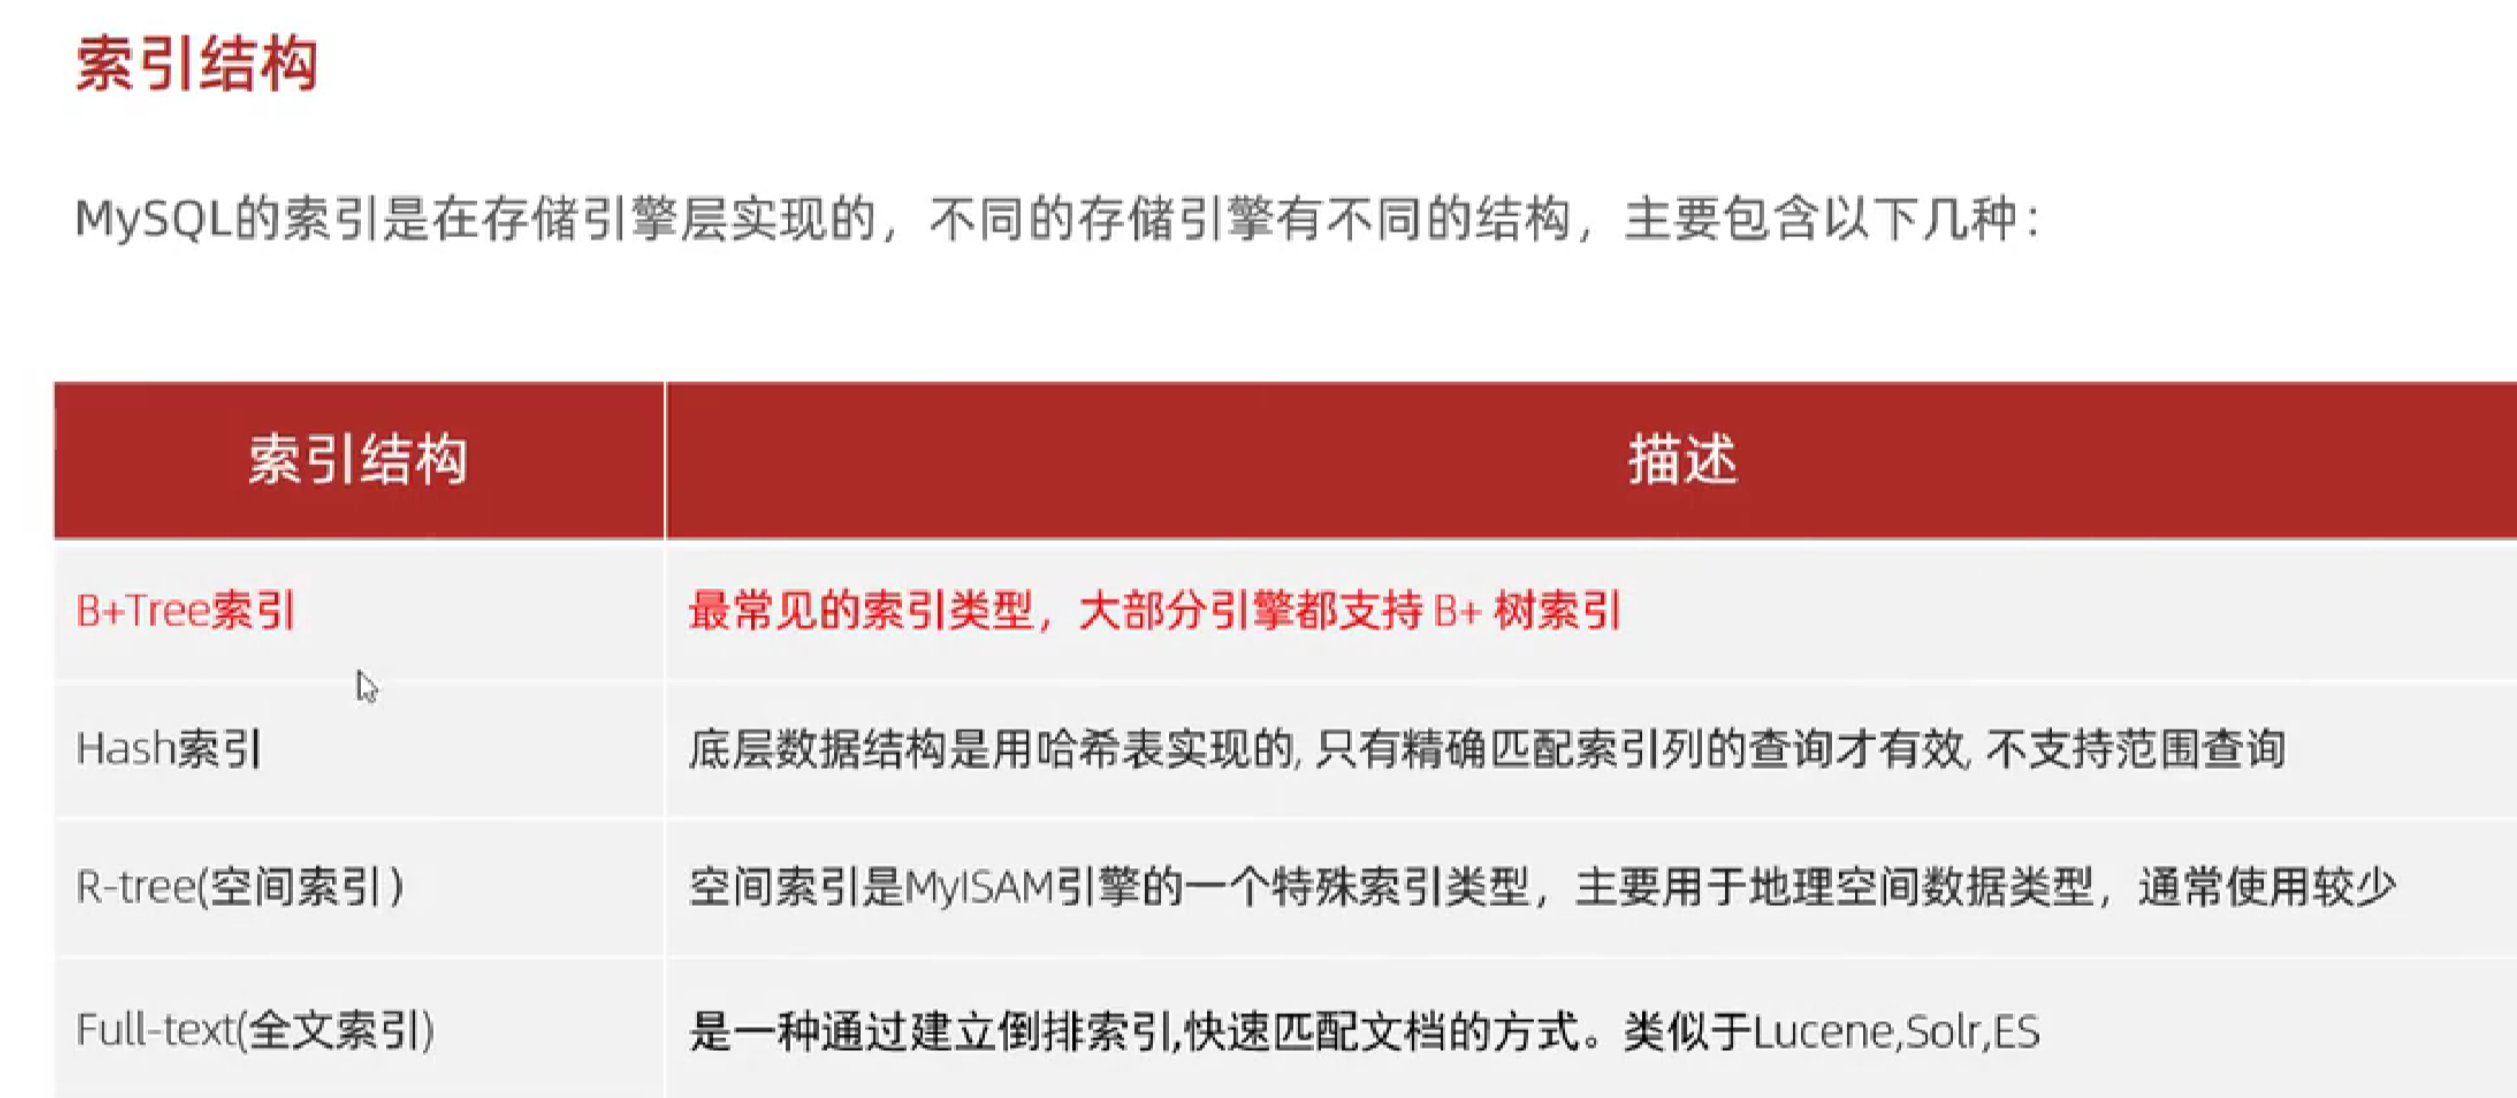 索引结构
MySQL的索引是在存储引擎层实现的，不同的存储引擎有不同的结构，主要包含以下几种：
索引结构 描述
B+Tree索引 最常见的索引类型，大部分引擎都支持 B+ 树索引
Hash索引 底层数据结构是用哈希表实现的, 只有精确匹配索引列的查询才有效, 不支持范围查询
R-tree(空间索引） 空间索引是MyISAM引擎的一个特殊索引类型，主要用于地理空间数据类型，通常使用较少
Full-text(全文索引) 是一种通过建立倒排索引,快速匹配文档的方式。类似于Lucene,Solr,ES